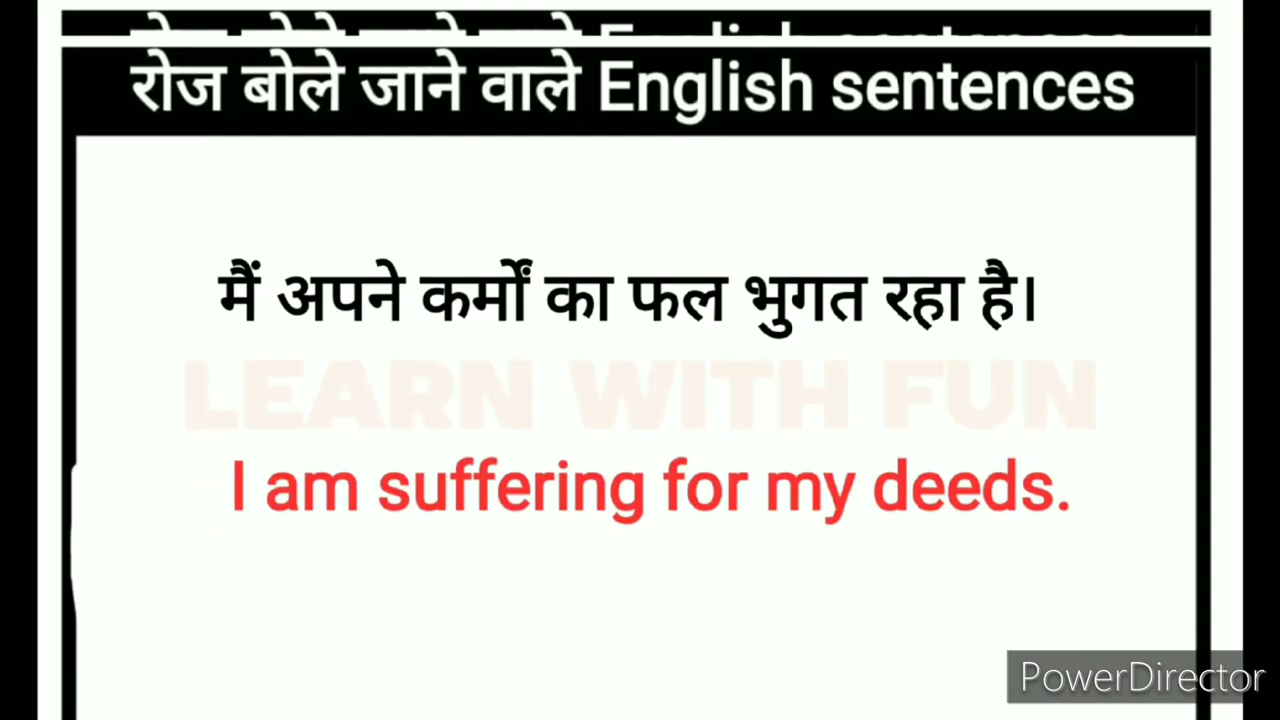 रोज बोले जाने वाले English sentences
मैं अपने कर्मों का फल भुगत रहा है।
LEARN WITH FUN
I am suffering for my deeds.
PowerDirector